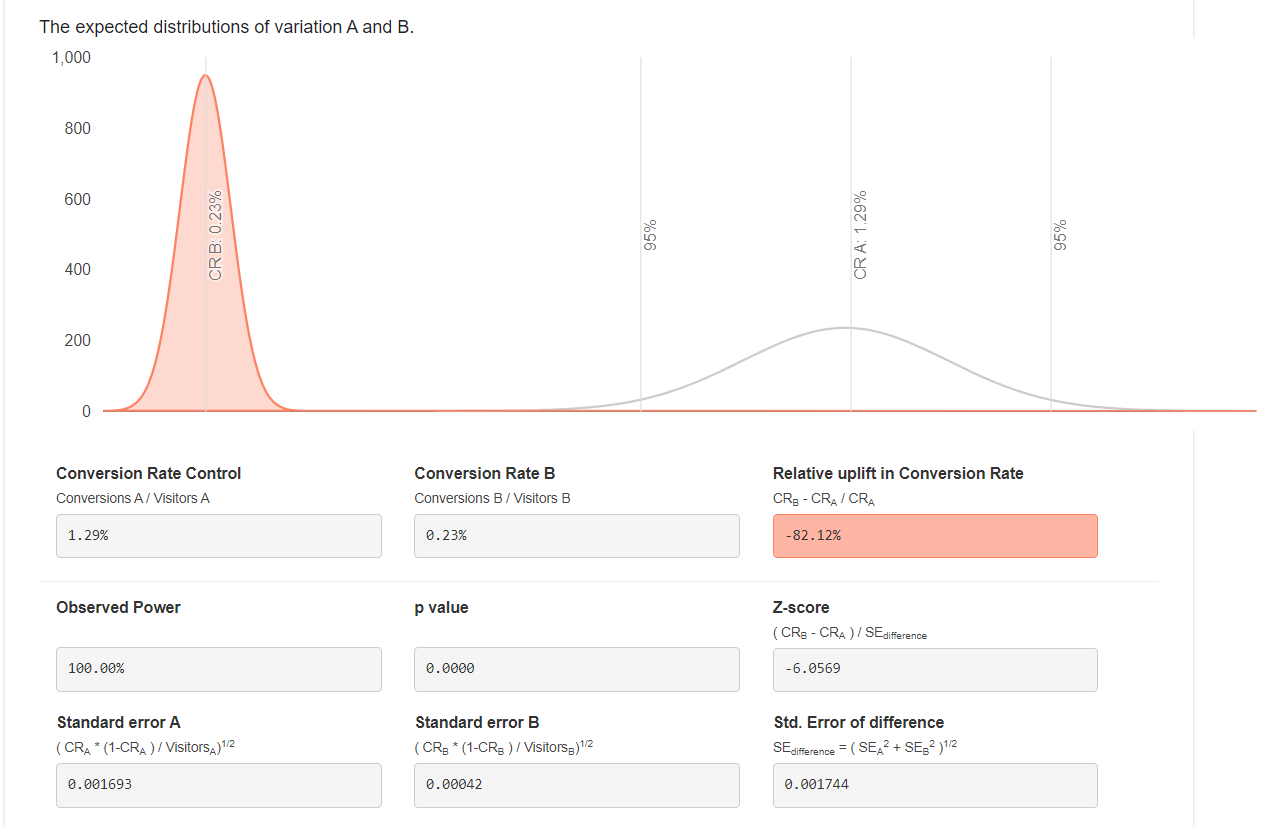 The expected distributions of variation A and B.
1,000
800
600
400
200
0
CR B: 0.23%
95%
CR A: 1.29%
95%
Conversion Rate Control
Conversions A / Visitors A
1.29%
Conversion Rate B
Conversions B / Visitors B
0.23%
Relative uplift in Conversion Rate
CRB - CRA / CRA
-82.12%
Observed Power
100.00%
p value
0.0000
Z-score
( CRB - CRA ) / SEdifference
-6.0569
Standard error A
( CRA * (1-CRA ) / VisitorsA)1/2
0.001693
Standard error B
( CRB * (1-CRB ) / VisitorsB)1/2
0.00042
Std. Error of difference
SEdifference = ( SEA2 + SEB2 )1/2
0.001744